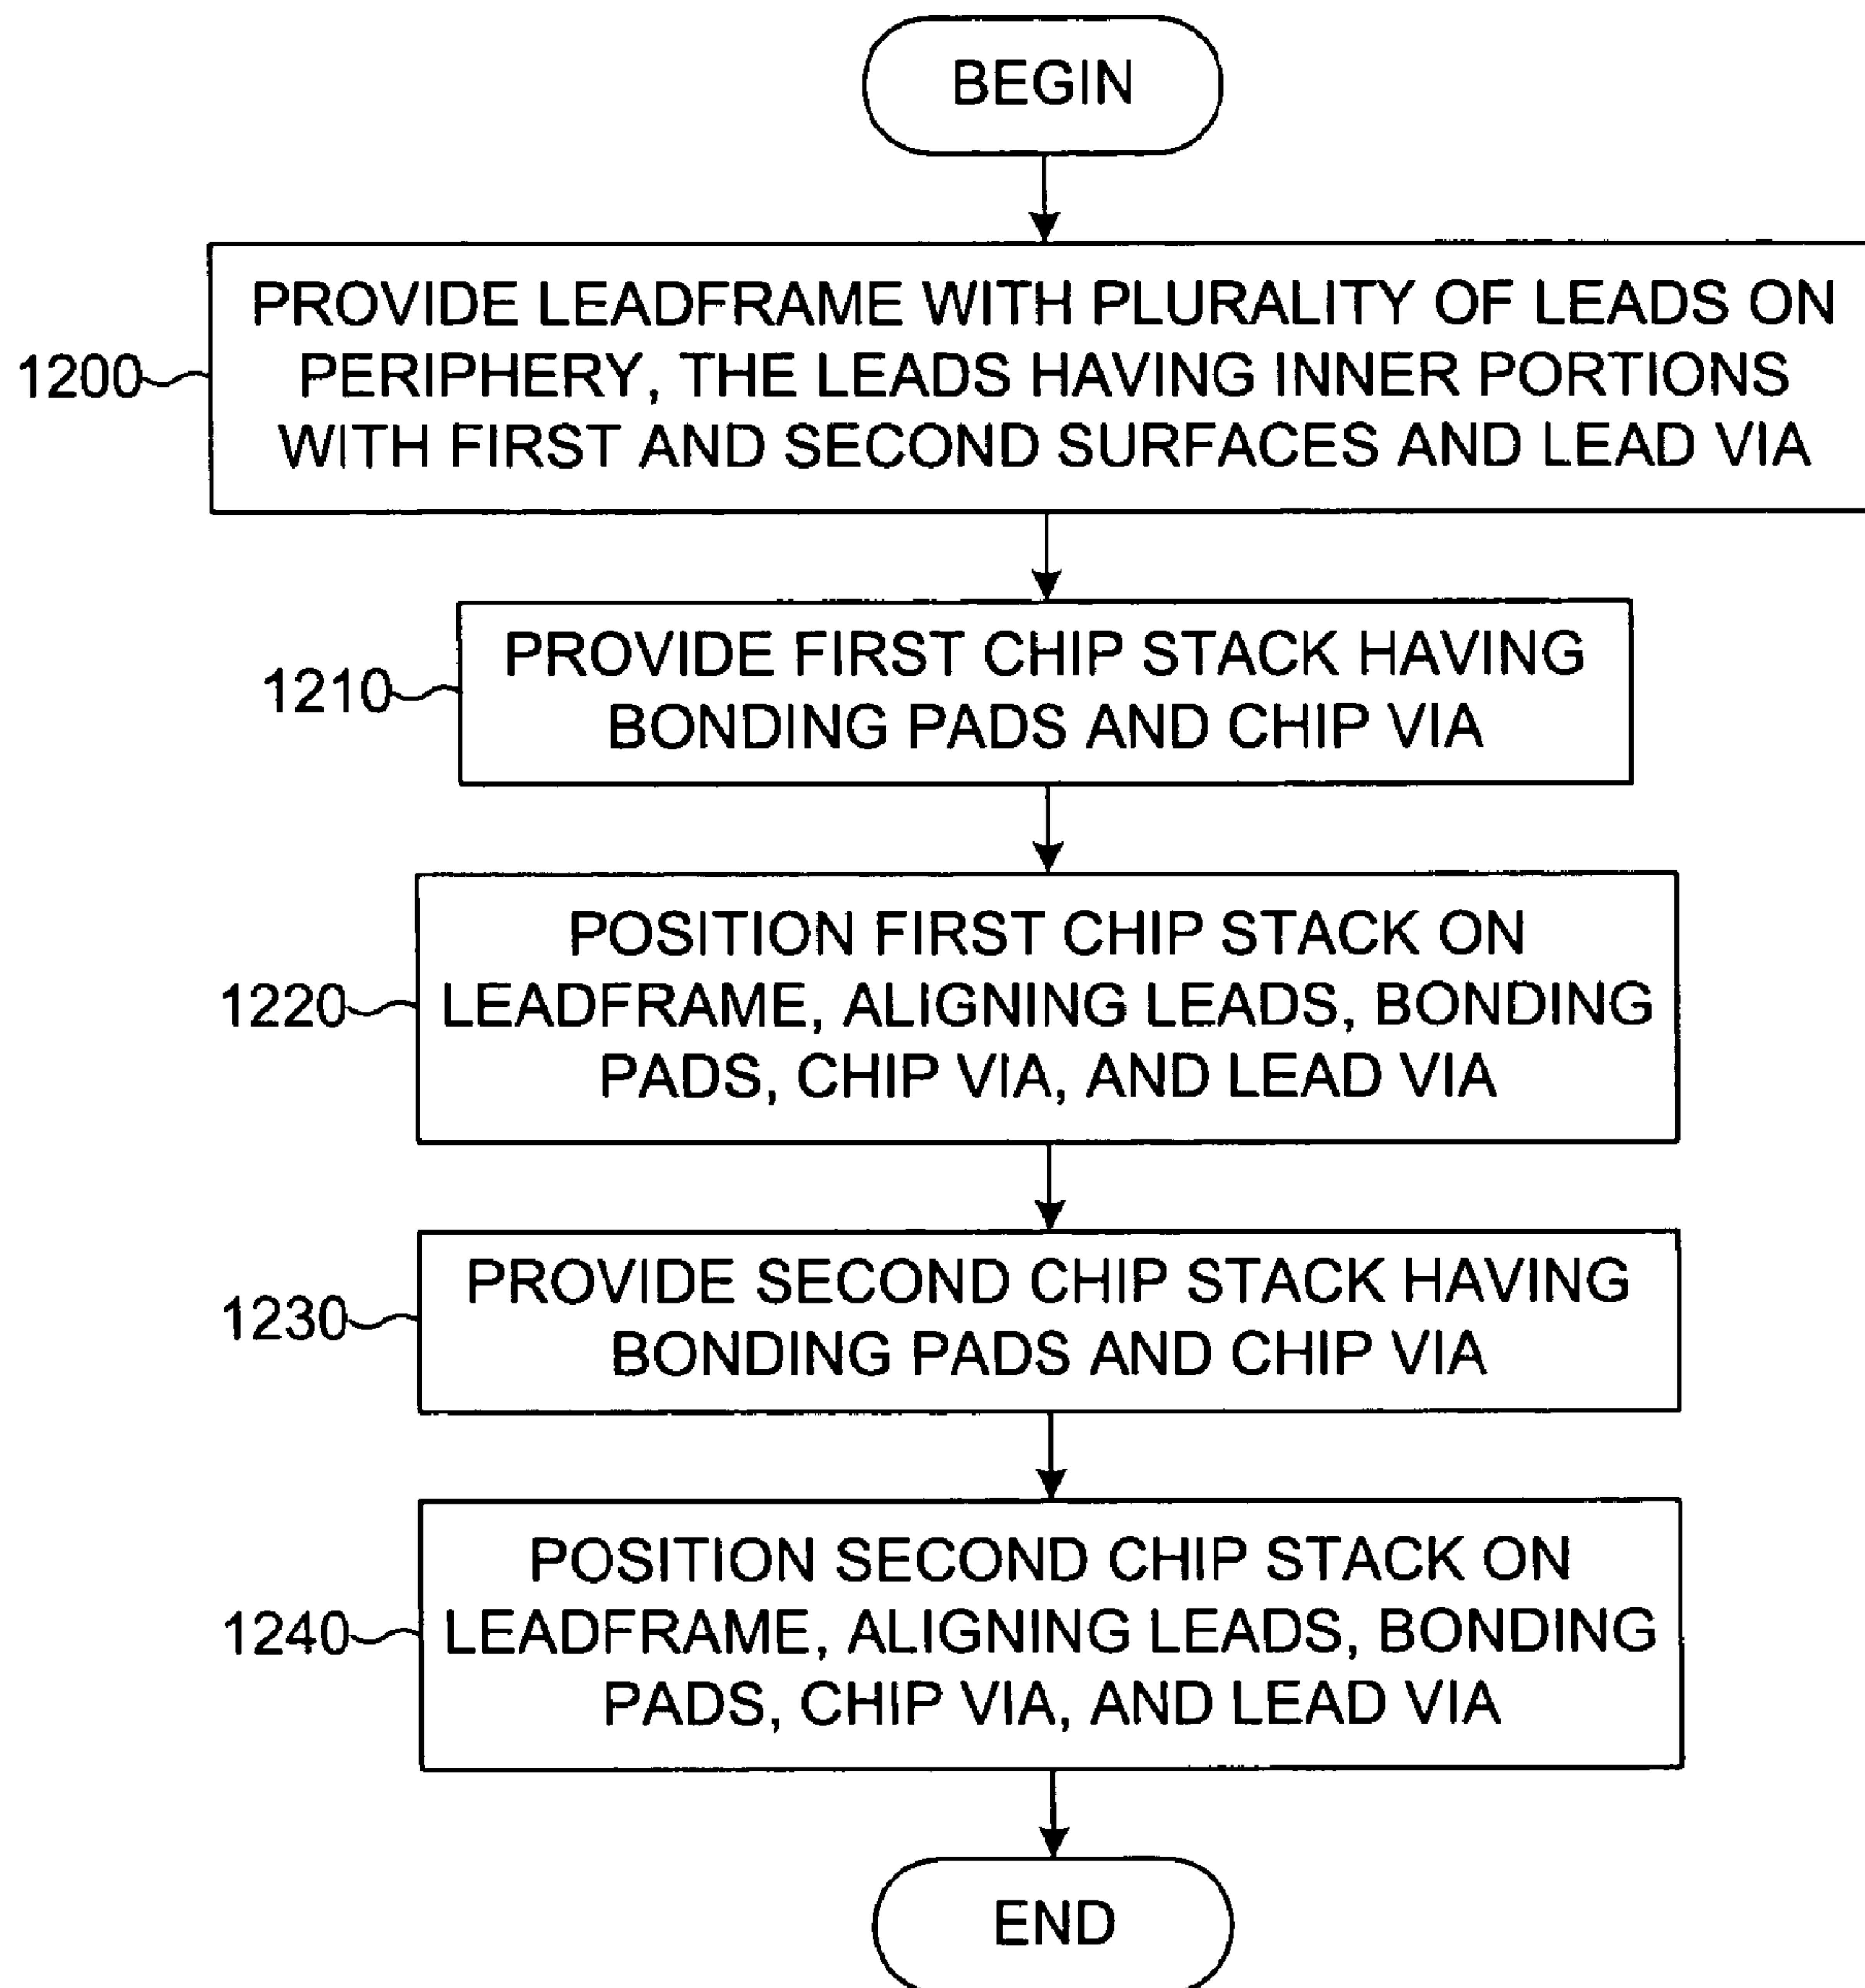 BEGIN
PROVIDE LEADFRAME WITH PLURALITY OF LEADS ON
PERIPHERY, THE LEADS HAVING INNER PORTIONS
WITH FIRST AND SECOND SURFACES AND LEAD VIA
1200
PROVIDE FIRST CHIP STACK HAVING
BONDING PADS AND CHIP VIA
1210
POSITION FIRST CHIP STACK ON
LEADFRAME, ALIGNING LEADS, BONDING
PADS, CHIP VIA, AND LEAD VIA
1220
PROVIDE SECOND CHIP STACK HAVING
BONDING PADS AND CHIP VIA
1230
POSITION SECOND CHIP STACK ON
LEADFRAME, ALIGNING LEADS, BONDING
PADS, CHIP VIA, AND LEAD VIA
1240
END